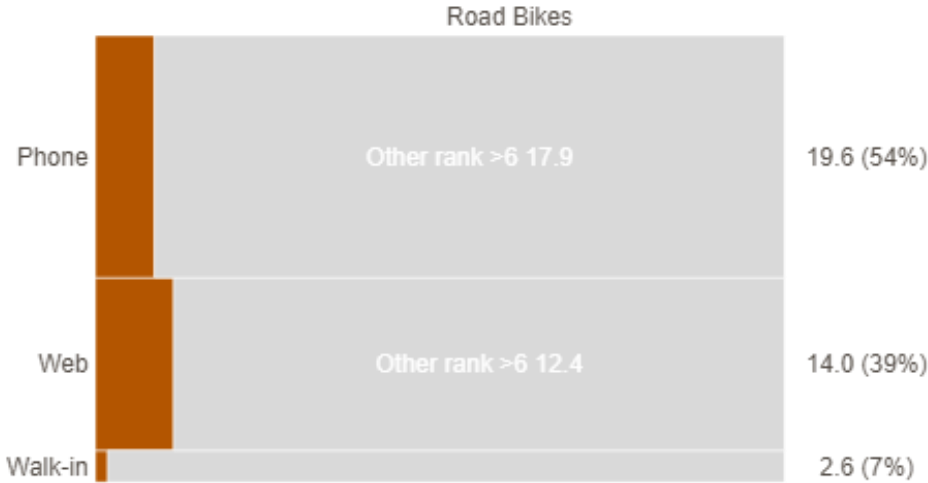 Road Bikes
Phone
Other rank >6 17.9
19.6 (54%)
Web
Other rank >6 12.4
14.0 (39%)
Walk-in
2.6 (7%)